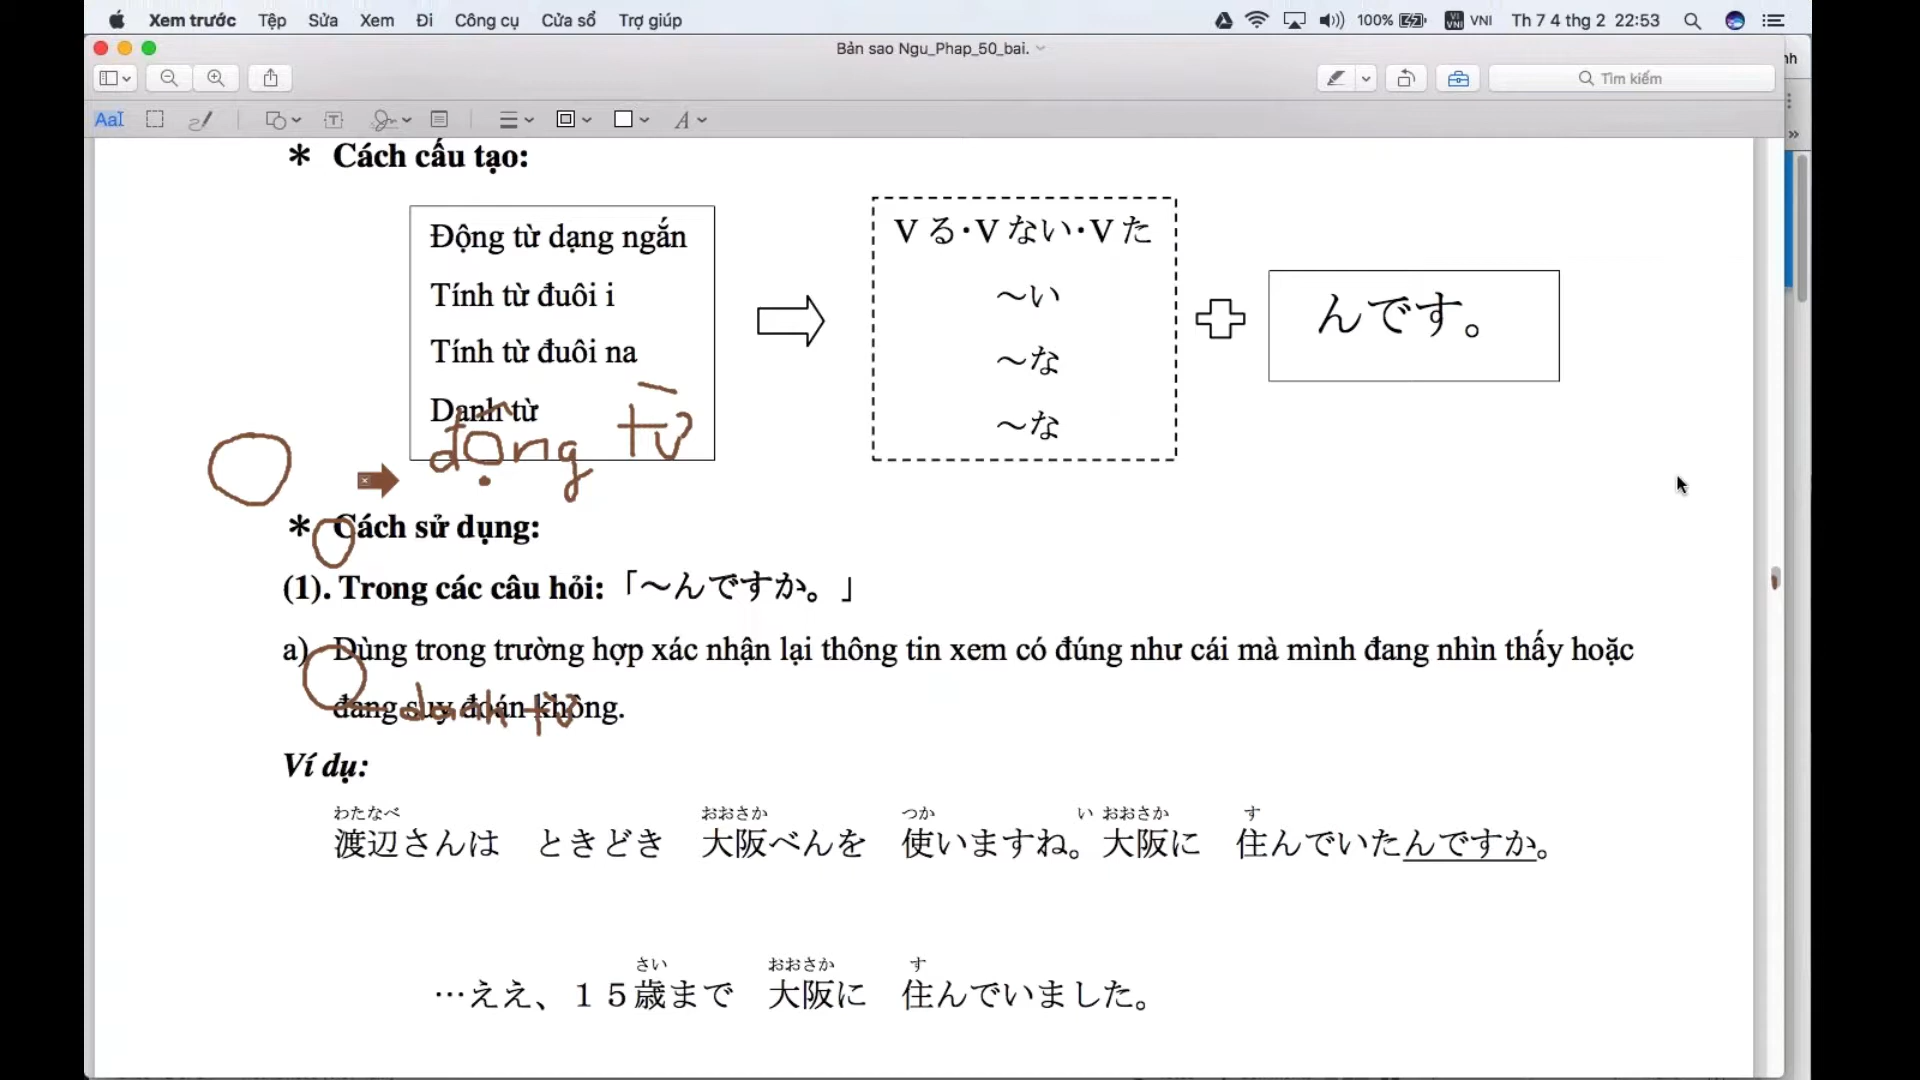 Xem trước Tệp Sửa Xem Đi Công cụ Cửa sổ Trợ giúp 100% VNI Th 7 4 thg 2 22:53
Bản sao Ngu_Phap_50_bai.
Tìm kiếm
AaI T A
* Cách cấu tạo:
Động từ dạng ngắn
Tính từ đuôi i
Tính từ đuôi na
Danh từ
Vる・Vない・Vた
～い
～な
～な
んです。
động từ
* Cách sử dụng:
(1). Trong các câu hỏi:「～んですか。」
a) Dùng trong trường hợp xác nhận lại thông tin xem có đúng như cái mà mình đang nhìn thấy hoặc
đang suy đoán không.
danh từ
Ví dụ:
わたなべ おおさか つか い おおさか す
渡辺さんは ときどき 大阪べんを 使いますね。大阪に 住んでいたんですか。
さい おおさか す
…ええ、１５歳まで 大阪に 住んでいました。